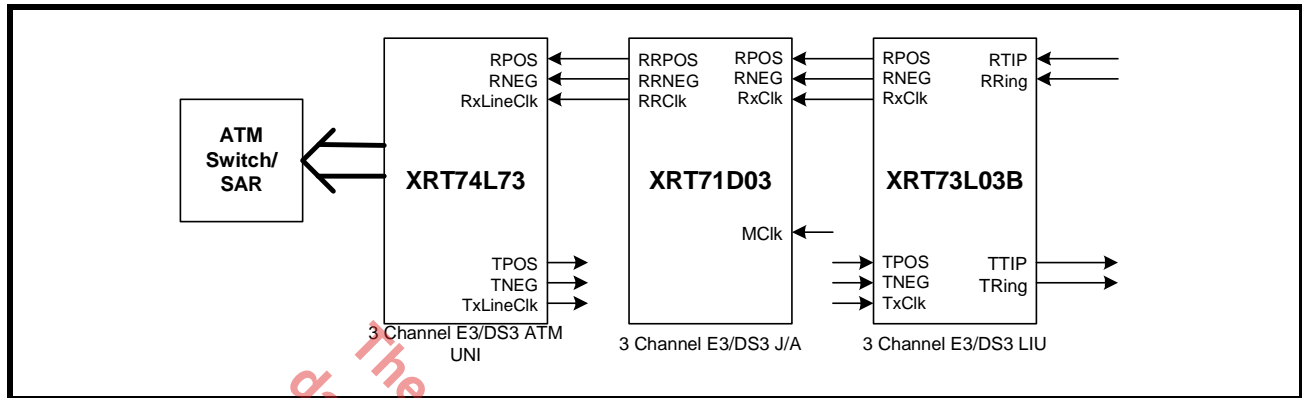 ATM
Switch/
SAR
RPOS
RNEG
RxLineClk
XRT74L73
TPOS
TNEG
TxLineClk
3 Channel E3/DS3 ATM
UNI
RRPOS
RRNEG
RRClk
RPOS
RNEG
RxClk
XRT71D03
MClk
3 Channel E3/DS3 J/A
RPOS
RNEG
RxClk
RTIP
RRing
XRT73L03B
TPOS
TNEG
TxClk
TTIP
TRing
3 Channel E3/DS3 LIU
The